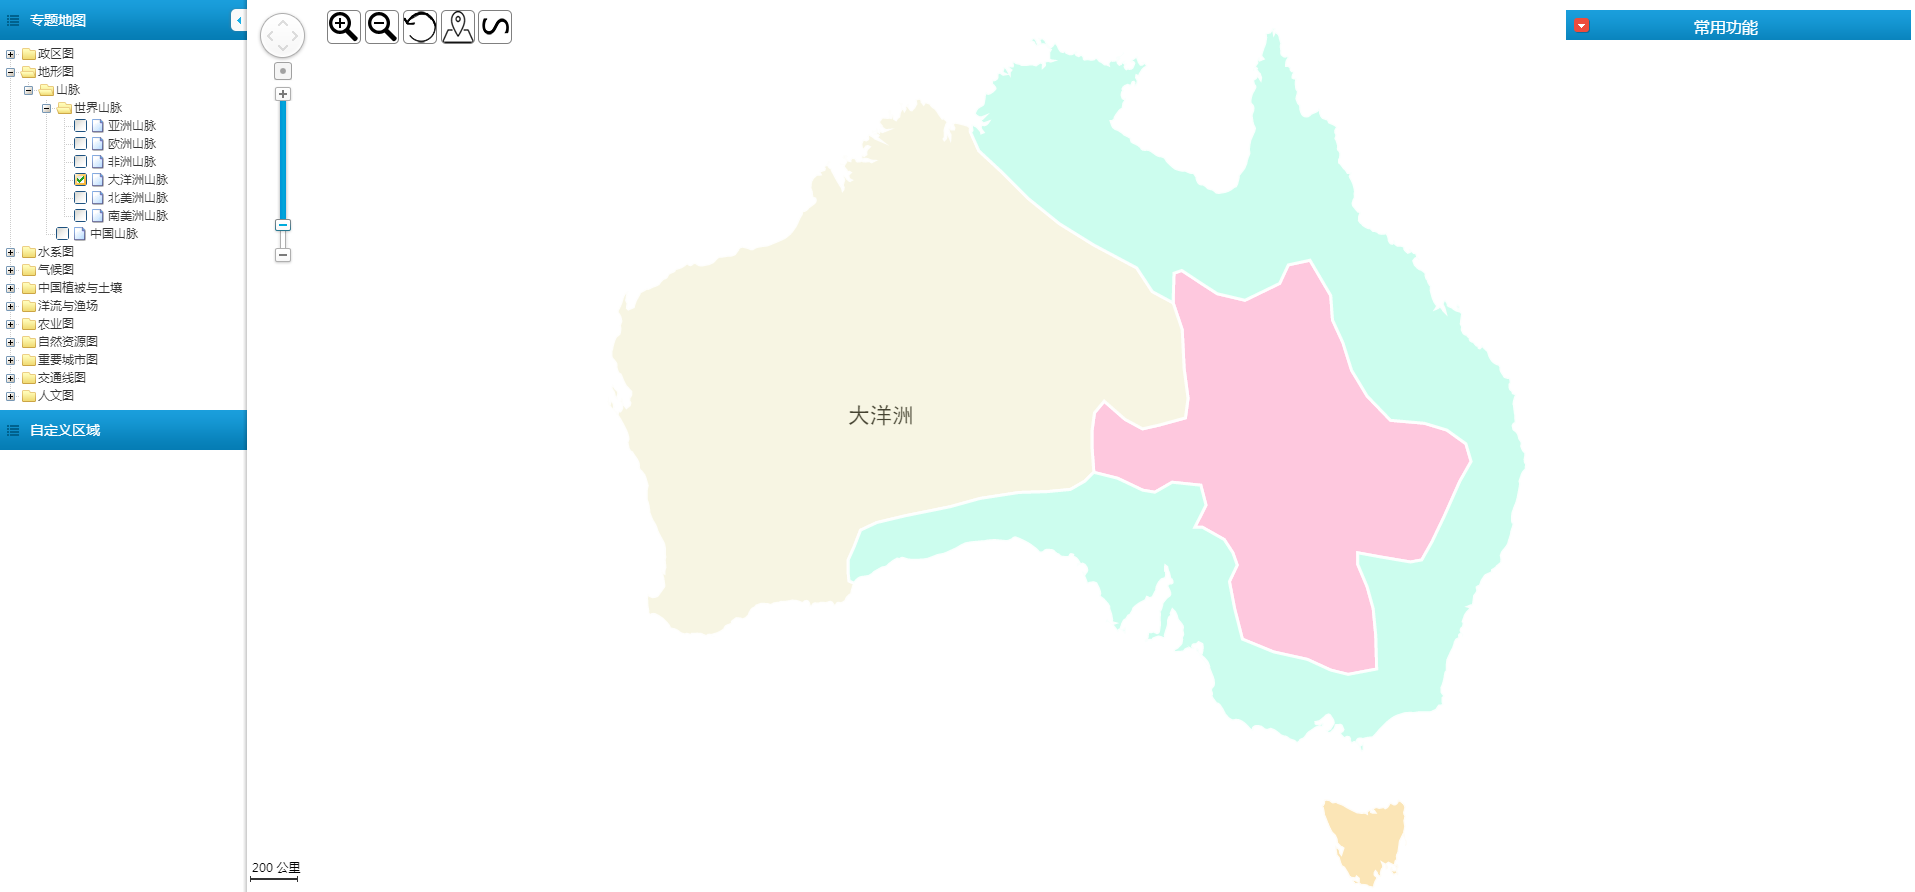 专题地图
政区图
地形图
山脉
世界山脉
亚洲山脉
欧洲山脉
非洲山脉
大洋洲山脉
北美洲山脉
南美洲山脉
中国山脉
水系图
气候图
中国植被与土壤
洋流与渔场
农业图
自然资源图
重要城市图
交通线图
人文图
自定义区域
大洋洲
200 公里
常用功能